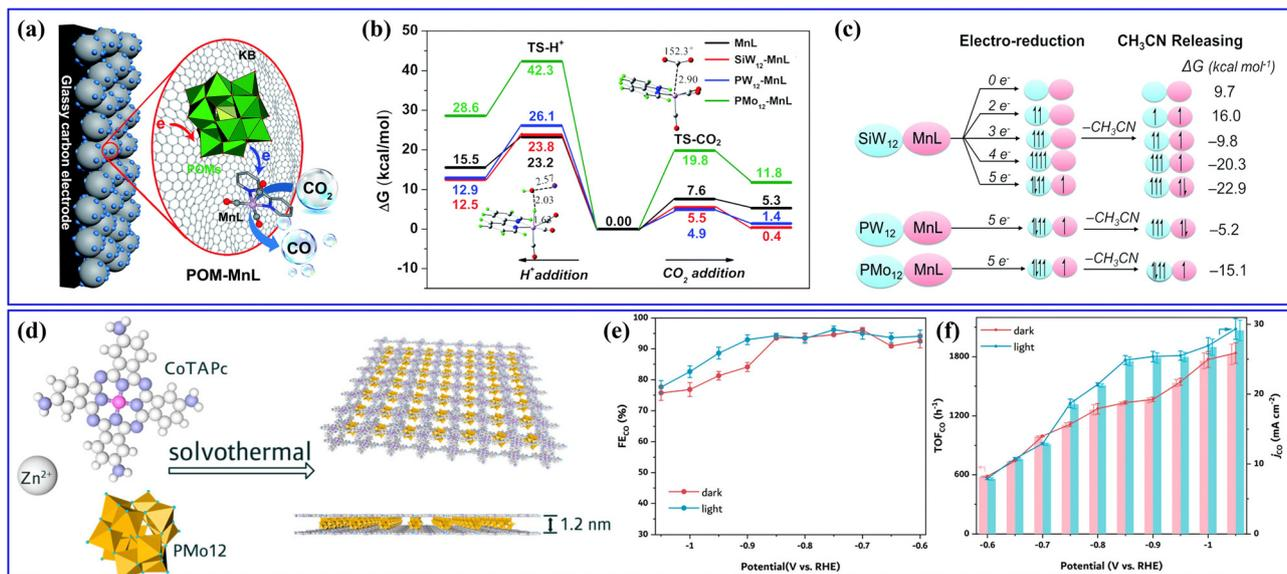 (a)
Glassy carbon electrode
KB
e
POMs
e
MnL
CO2
CO
POM-MnL
(b)
ΔG (kcal/mol)
50
40
30
20
10
0
-10
TS-H+
42.3
28.6
26.1
23.8
23.2
15.5
12.9
12.5
2.57
2.03
0.00
H+addition
CO2 addition
MnL
SiW12-MnL
PW12-MnL
PMo12-MnL
152.3°
2.90
TS-CO2
19.8
11.8
7.6
5.3
5.5
4.9
1.4
0.4
(c)
Electro-reduction
CH3CN Releasing
ΔG (kcal mol-1)
SiW12 MnL
0 e-
2 e-
3 e-
4 e-
5 e-
−CH3CN
9.7
16.0
−9.8
−20.3
−22.9
PW12 MnL 5 e- −CH3CN −5.2
PMo12 MnL 5 e- −CH3CN −15.1
(d)
CoTAPc
Zn2+
PMo12
solvothermal
1.2 nm
(e)
FECO (%)
100
90
80
70
60
50
40
30
dark
light
-1 -0.9 -0.8 -0.7 -0.6
Potential(V vs. RHE)
(f)
dark
light
TOFCO (h-1)
1800
1200
600
0
jCO (mA cm-2)
30
20
10
0
-0.6 -0.7 -0.8 -0.9 -1
Potential (V vs. RHE)